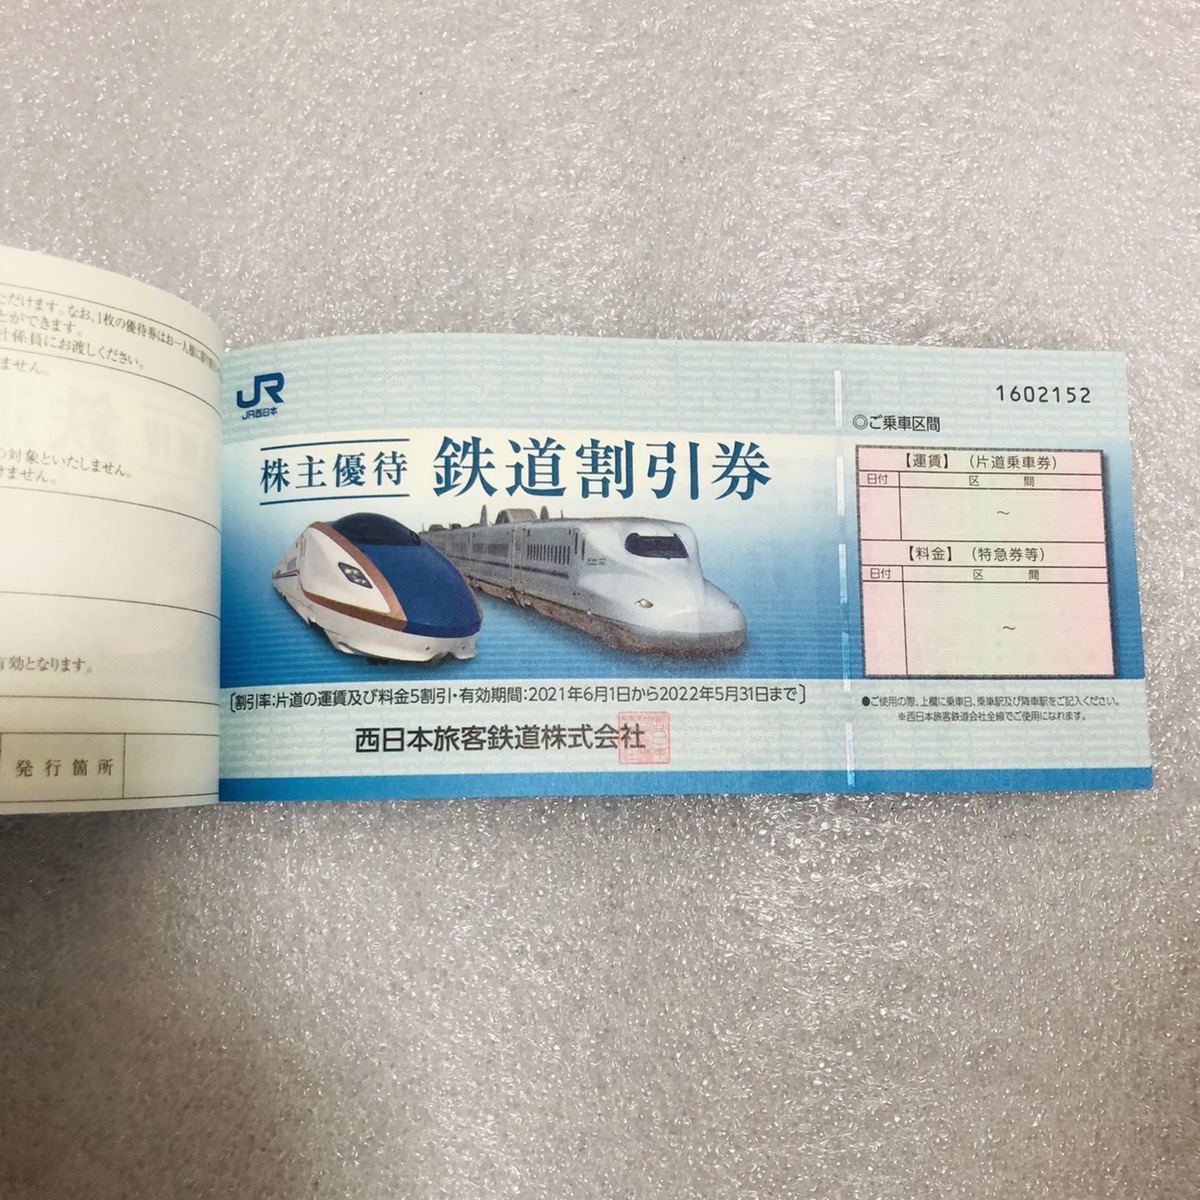 ただけます。なお、1枚の優待券はお一人様に
とができます。
社係員にお渡しください。
ません。
の対象といたしません。
けません。
有効となります。
発行箇所
JR
JR西日本
株主優待 鉄道割引券
〔割引率:片道の運賃及び料金5割引・有効期間:2021年6月1日から2022年5月31日まで〕
西日本旅客鉄道株式会社
1602152
◎ご乗車区間
【運賃】(片道乗車券)
日付 区間
~
【料金】(特急券等)
日付 区間
~
●ご使用の際、上欄に乗車日、乗車駅及び降車駅をご記入ください。
※西日本旅客鉄道会社全線でご使用になれます。